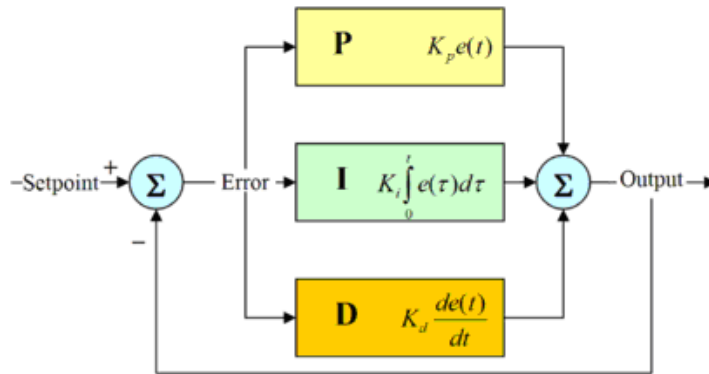 P K_p e(t)
–Setpoint + Σ Error I K_i ∫_0^t e(τ)dτ Σ Output
–
D K_d de(t)/dt